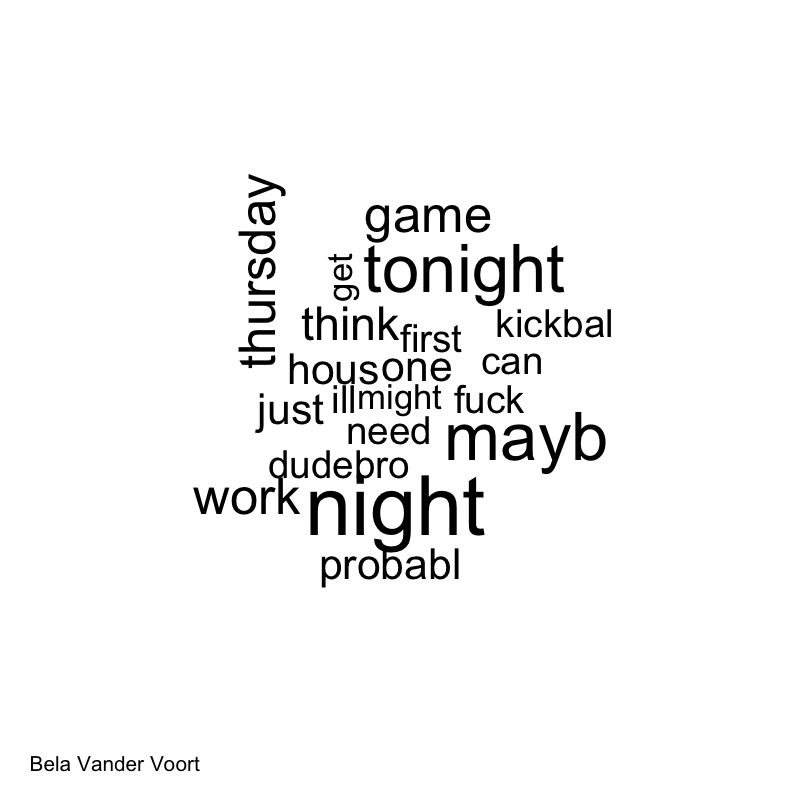 thursday
game
get
tonight
think
first
kickbal
hous
one
can
just
ill
might
fuck
need
mayb
dude
bro
work
night
probabl
Bela Vander Voort